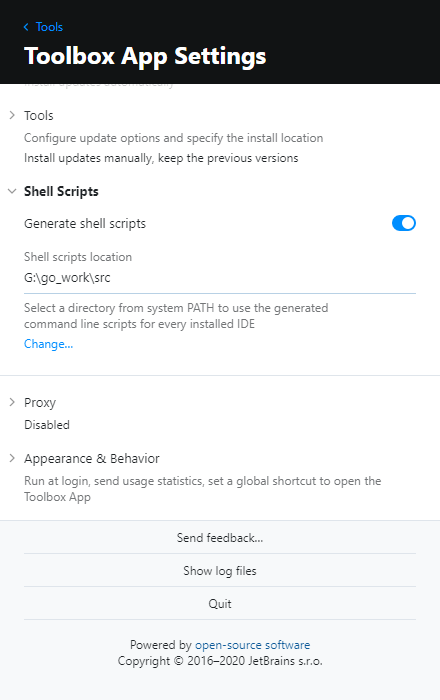 Tools
Toolbox App Settings
Install updates automatically
Tools
Configure update options and specify the install location
Install updates manually, keep the previous versions
Shell Scripts
Generate shell scripts
Shell scripts location
G:\go_work\src
Select a directory from system PATH to use the generated
command line scripts for every installed IDE
Change...
Proxy
Disabled
Appearance & Behavior
Run at login, send usage statistics, set a global shortcut to open the
Toolbox App
Send feedback...
Show log files
Quit
Powered by open-source software
Copyright © 2016–2020 JetBrains s.r.o.